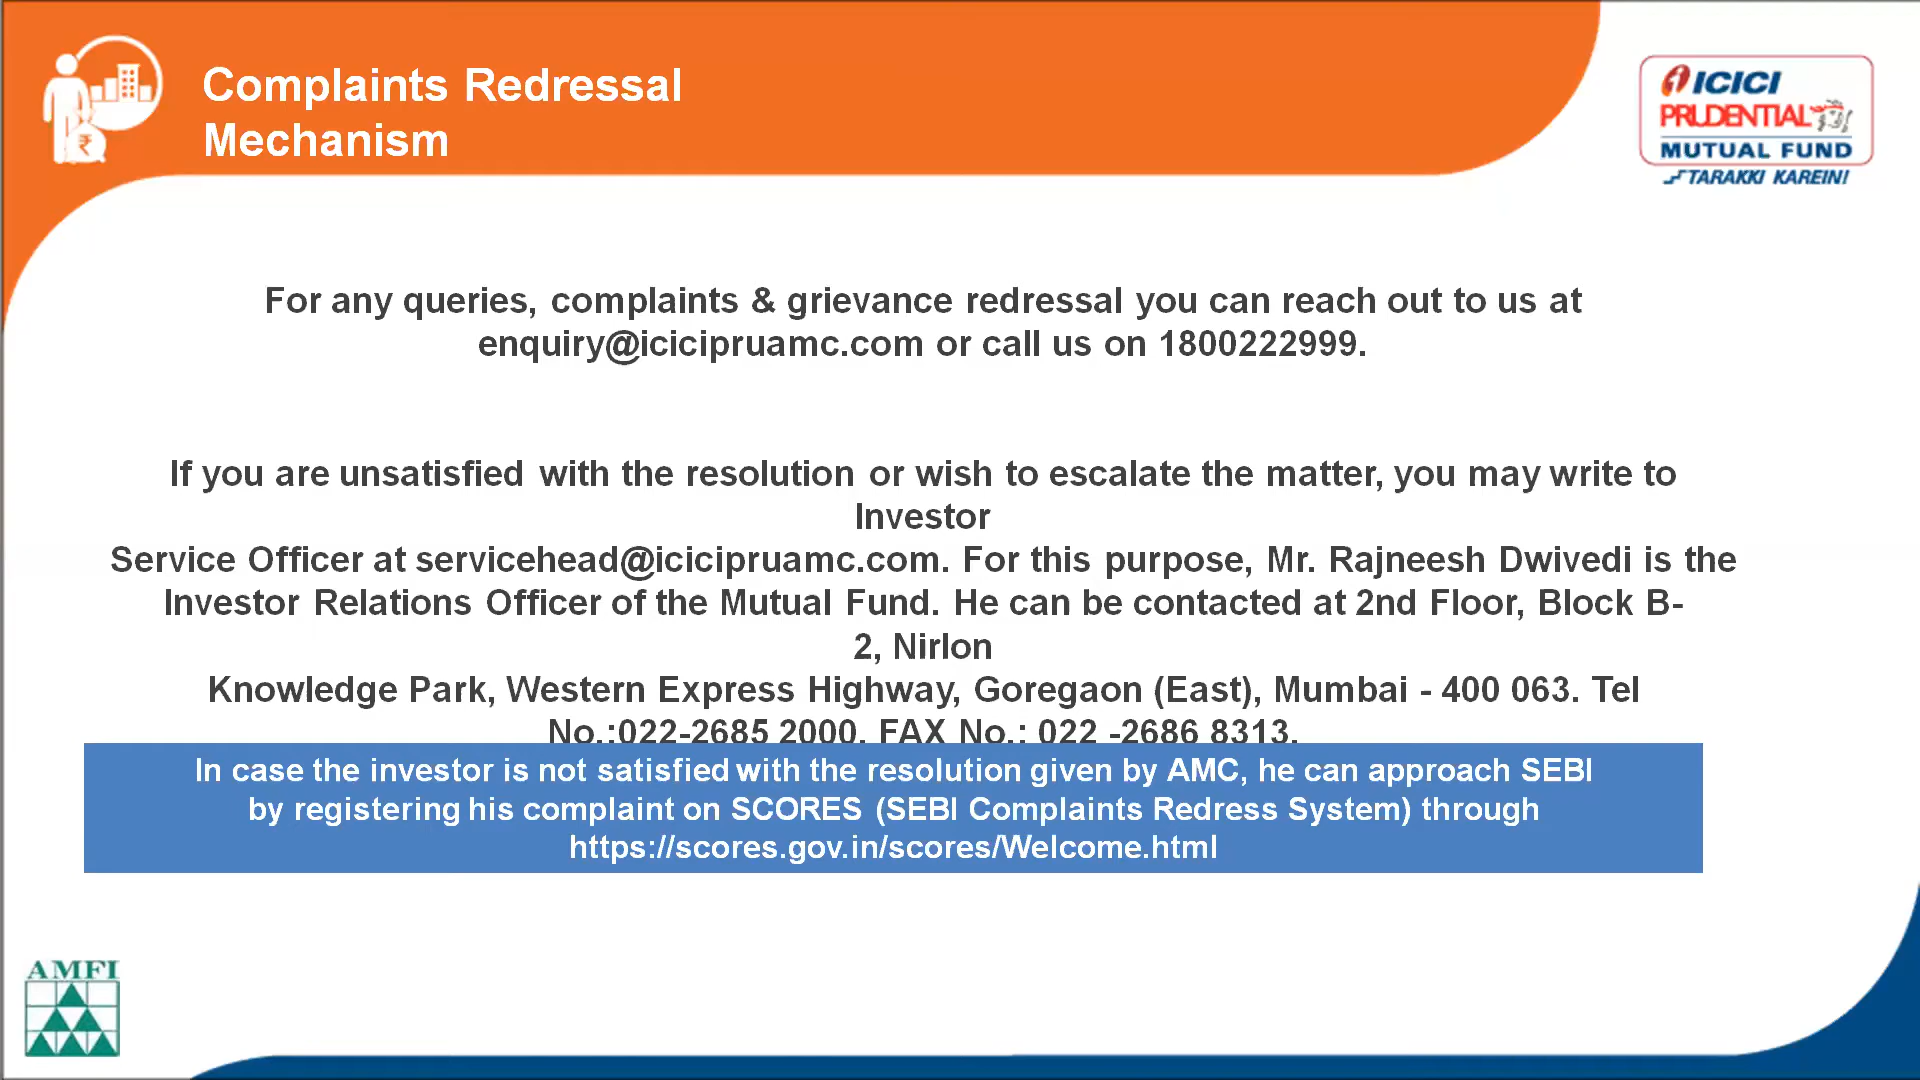 Complaints Redressal
Mechanism
ICICI
PRUDENTIAL
MUTUAL FUND
TARAKKI KAREIN!
For any queries, complaints & grievance redressal you can reach out to us at
enquiry@icicipruamc.com or call us on 1800222999.
If you are unsatisfied with the resolution or wish to escalate the matter, you may write to
Investor
Service Officer at servicehead@icicipruamc.com. For this purpose, Mr. Rajneesh Dwivedi is the
Investor Relations Officer of the Mutual Fund. He can be contacted at 2nd Floor, Block B-
2, Nirlon
Knowledge Park, Western Express Highway, Goregaon (East), Mumbai - 400 063. Tel
No.:022-2685 2000, FAX No.: 022 -2686 8313.
In case the investor is not satisfied with the resolution given by AMC, he can approach SEBI
by registering his complaint on SCORES (SEBI Complaints Redress System) through
https://scores.gov.in/scores/Welcome.html
AMFI